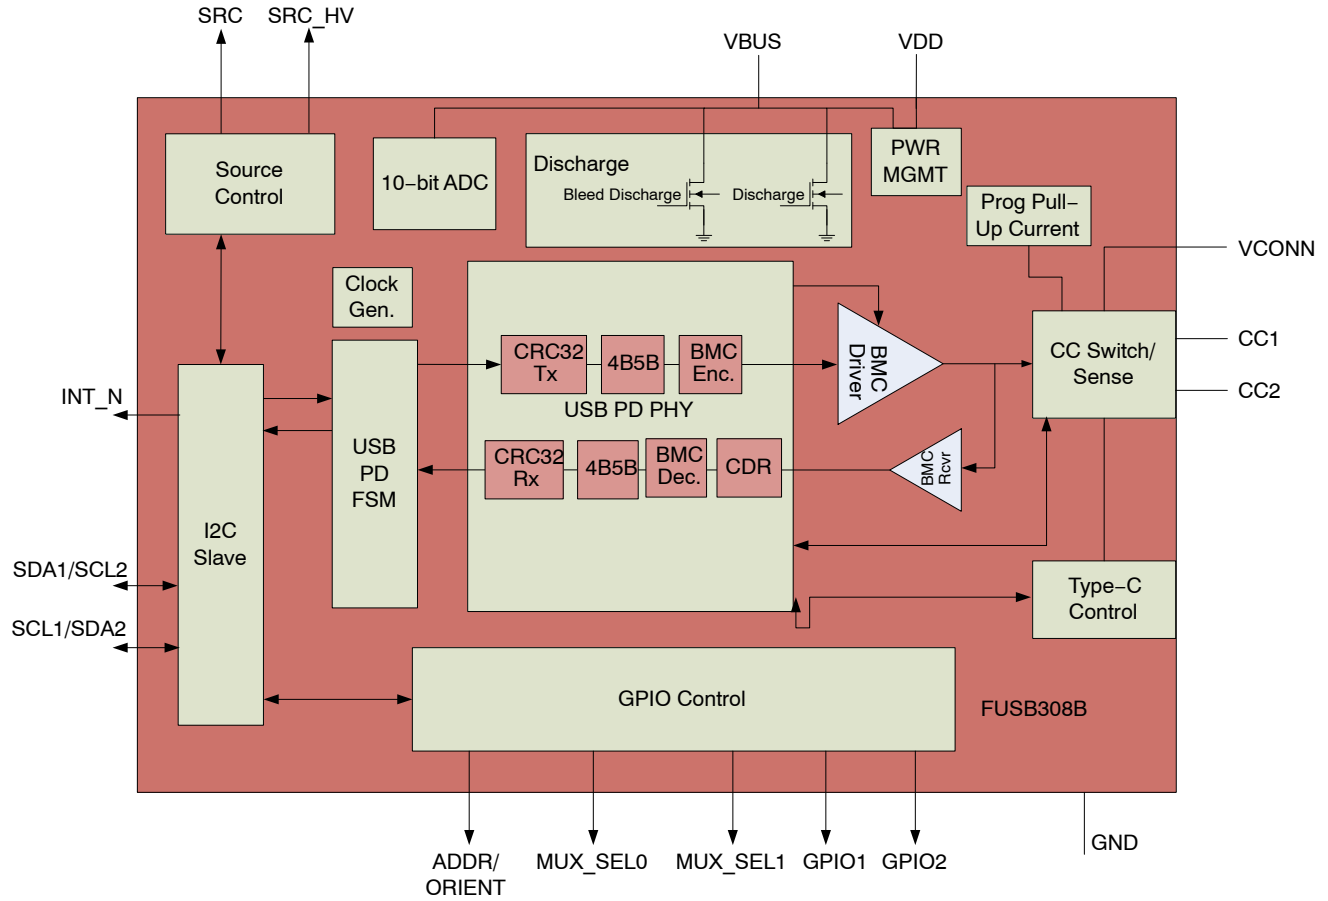 SRC
SRC_HV
VBUS
VDD
Source
Control
10–bit ADC
Discharge
Bleed Discharge
Discharge
PWR
MGMT
Prog Pull–
Up Current
VCONN
Clock
Gen.
CRC32
Tx
4B5B
BMC
Enc.
BMC
Driver
CC Switch/
Sense
CC1
CC2
INT_N
USB PD PHY
USB
PD
FSM
CRC32
Rx
4B5B
BMC
Dec.
CDR
BMC
Rcvr
I2C
Slave
SDA1/SCL2
SCL1/SDA2
Type–C
Control
GPIO Control
FUSB308B
GND
ADDR/
ORIENT
MUX_SEL0
MUX_SEL1
GPIO1
GPIO2